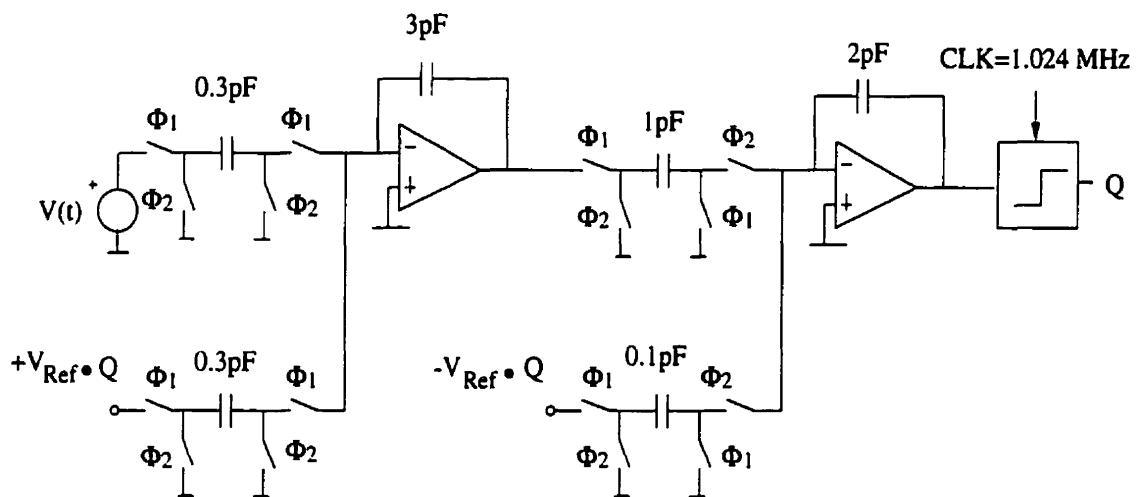 3pF
2pF
CLK=1.024 MHz
0.3pF
Φ1
Φ1
Φ1
1pF
Φ2
-
-
+
+
+
V(t)
Φ2
Φ2
Φ2
Φ1
Q
+VRef • Q
0.3pF
-VRef • Q
0.1pF
Φ1
Φ1
Φ1
Φ2
Φ2
Φ2
Φ2
Φ1